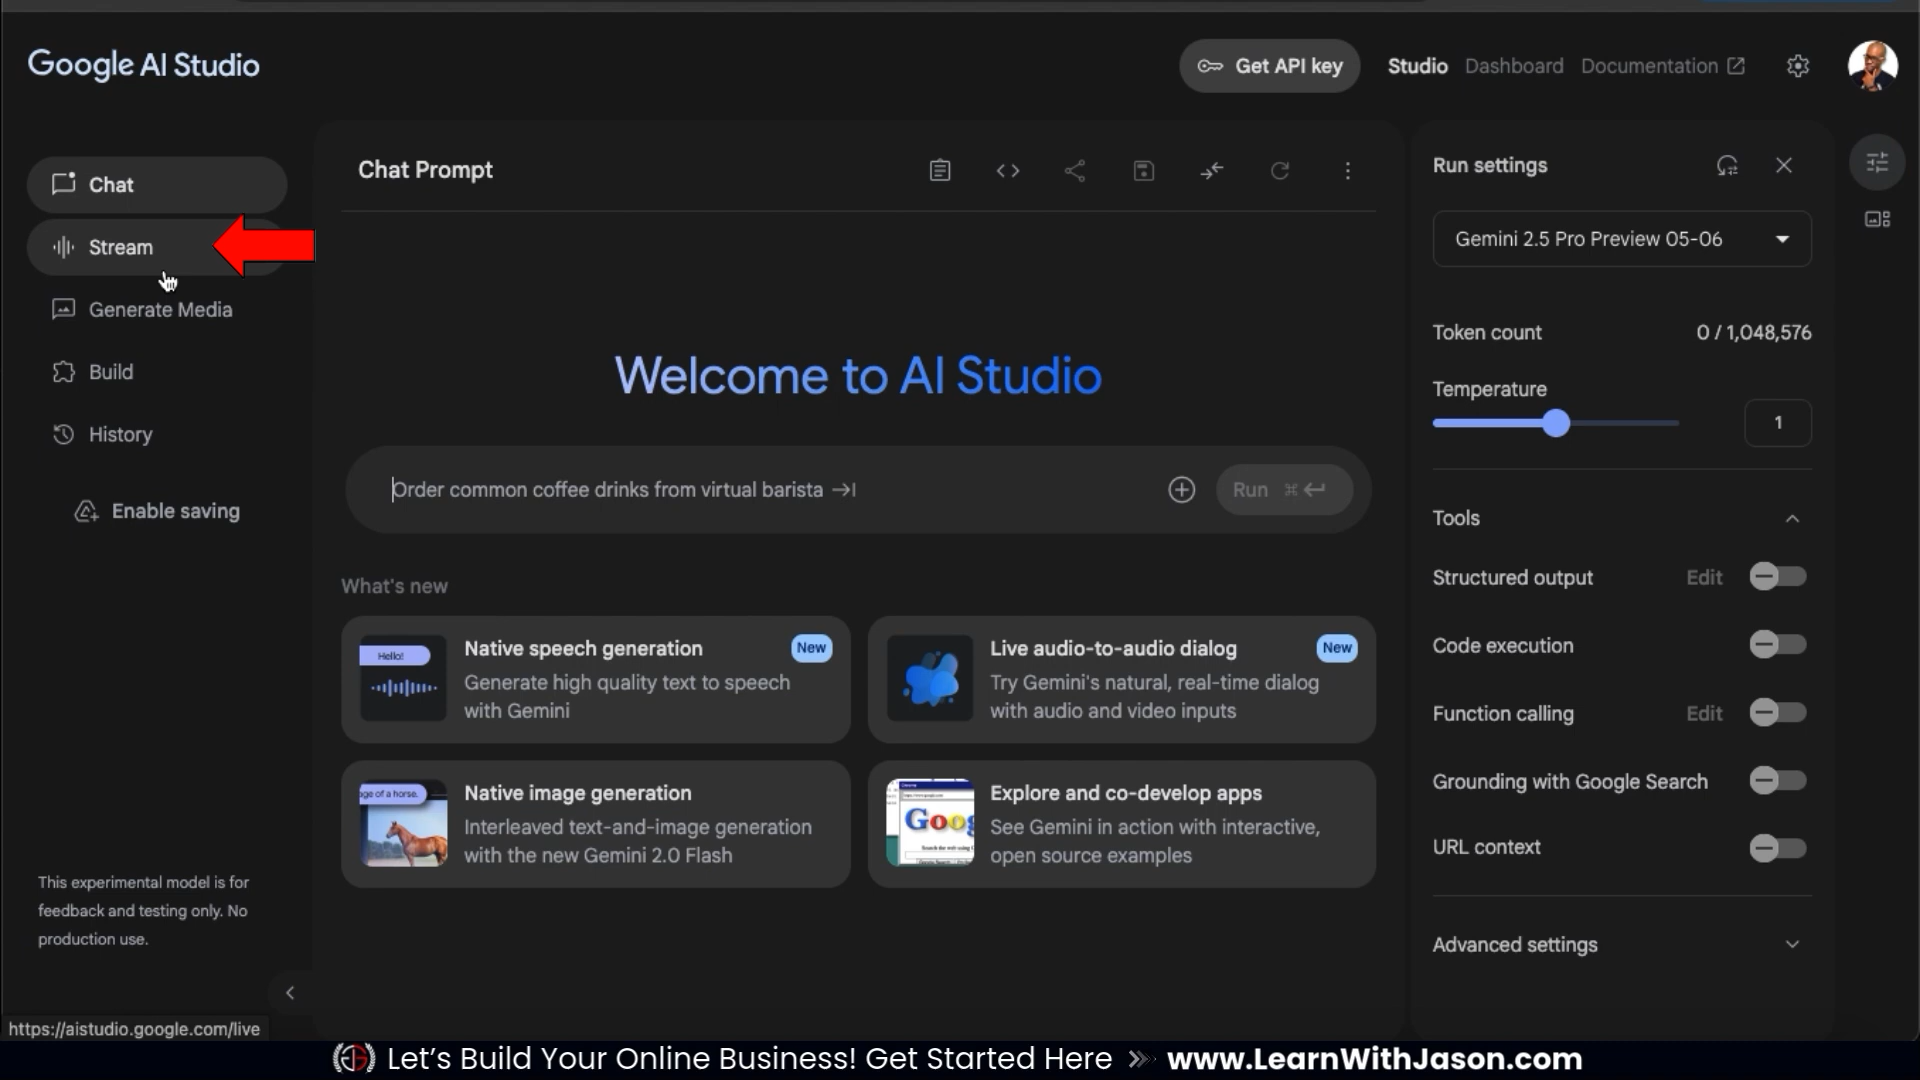 Google AI Studio
Get API key
Studio
Dashboard
Documentation
Chat
Stream
Generate Media
Build
History
Enable saving
This experimental model is for
feedback and testing only. No
production use.
https://aistudio.google.com/live
Chat Prompt
Welcome to AI Studio
Order common coffee drinks from virtual barista
Run ⌘
What's new
Hello!
Native speech generation
New
Generate high quality text to speech
with Gemini
Live audio-to-audio dialog
New
Try Gemini's natural, real-time dialog
with audio and video inputs
age of a horse.
Native image generation
Interleaved text-and-image generation
with the new Gemini 2.0 Flash
Goog
Explore and co-develop apps
See Gemini in action with interactive,
open source examples
Run settings
Gemini 2.5 Pro Preview 05-06
Token count
0 / 1,048,576
Temperature
1
Tools
Structured output
Edit
Code execution
Function calling
Edit
Grounding with Google Search
URL context
Advanced settings
Let's Build Your Online Business! Get Started Here
www.LearnWithJason.com